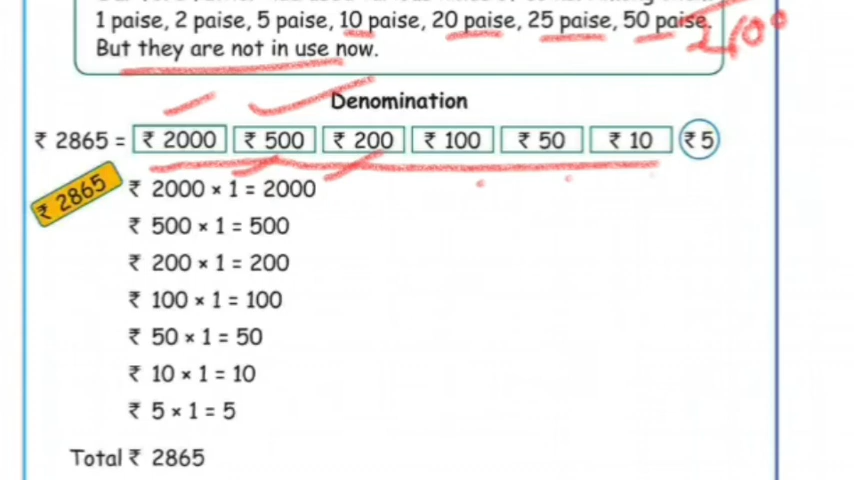 1 paise, 2 paise, 5 paise, 10 paise, 20 paise, 25 paise, 50 paise.
But they are not in use now.
Denomination
₹ 2865 = ₹ 2000 ₹ 500 ₹ 200 ₹ 100 ₹ 50 ₹ 10 ₹ 5
₹ 2865
₹ 2000 × 1 = 2000
₹ 500 × 1 = 500
₹ 200 × 1 = 200
₹ 100 × 1 = 100
₹ 50 × 1 = 50
₹ 10 × 1 = 10
₹ 5 × 1 = 5
Total ₹ 2865